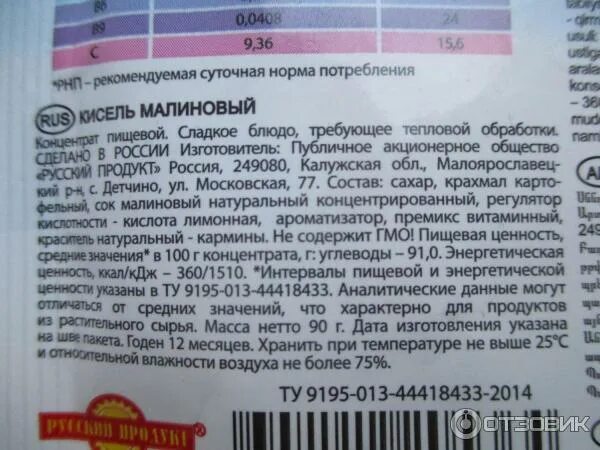 В6
В9 0,0408 24
С 9,36 15,6
*РНП – рекомендуемая суточная норма потребления
RUS КИСЕЛЬ МАЛИНОВЫЙ
Концентрат пищевой. Сладкое блюдо, требующее тепловой обработки.
СДЕЛАНО В РОССИИ Изготовитель: Публичное акционерное общество
«РУССКИЙ ПРОДУКТ» Россия, 249080, Калужская обл., Малоярославец-
кий р-н, с. Детчино, ул. Московская, 77. Состав: сахар, крахмал карто-
фельный, сок малиновый натуральный концентрированный, регулятор
кислотности - кислота лимонная, ароматизатор, премикс витаминный,
краситель натуральный - кармины. Не содержит ГМО! Пищевая ценность,
средние значения* в 100 г концентрата, г: углеводы – 91,0. Энергетическая
ценность, ккал/кДж – 360/1510. *Интервалы пищевой и энергетической
ценности указаны в ТУ 9195-013-44418433. Аналитические данные могут
отличаться от средних значений, что характерно для продуктов
из растительного сырья. Масса нетто 90 г. Дата изготовления указана
на шве пакета. Годен 12 месяцев. Хранить при температуре не выше 25°С
и относительной влажности воздуха не более 75%.
ТУ 9195-013-44418433-2014
РУССКИЙ ПРОДУКТ
ОТЗОВИК